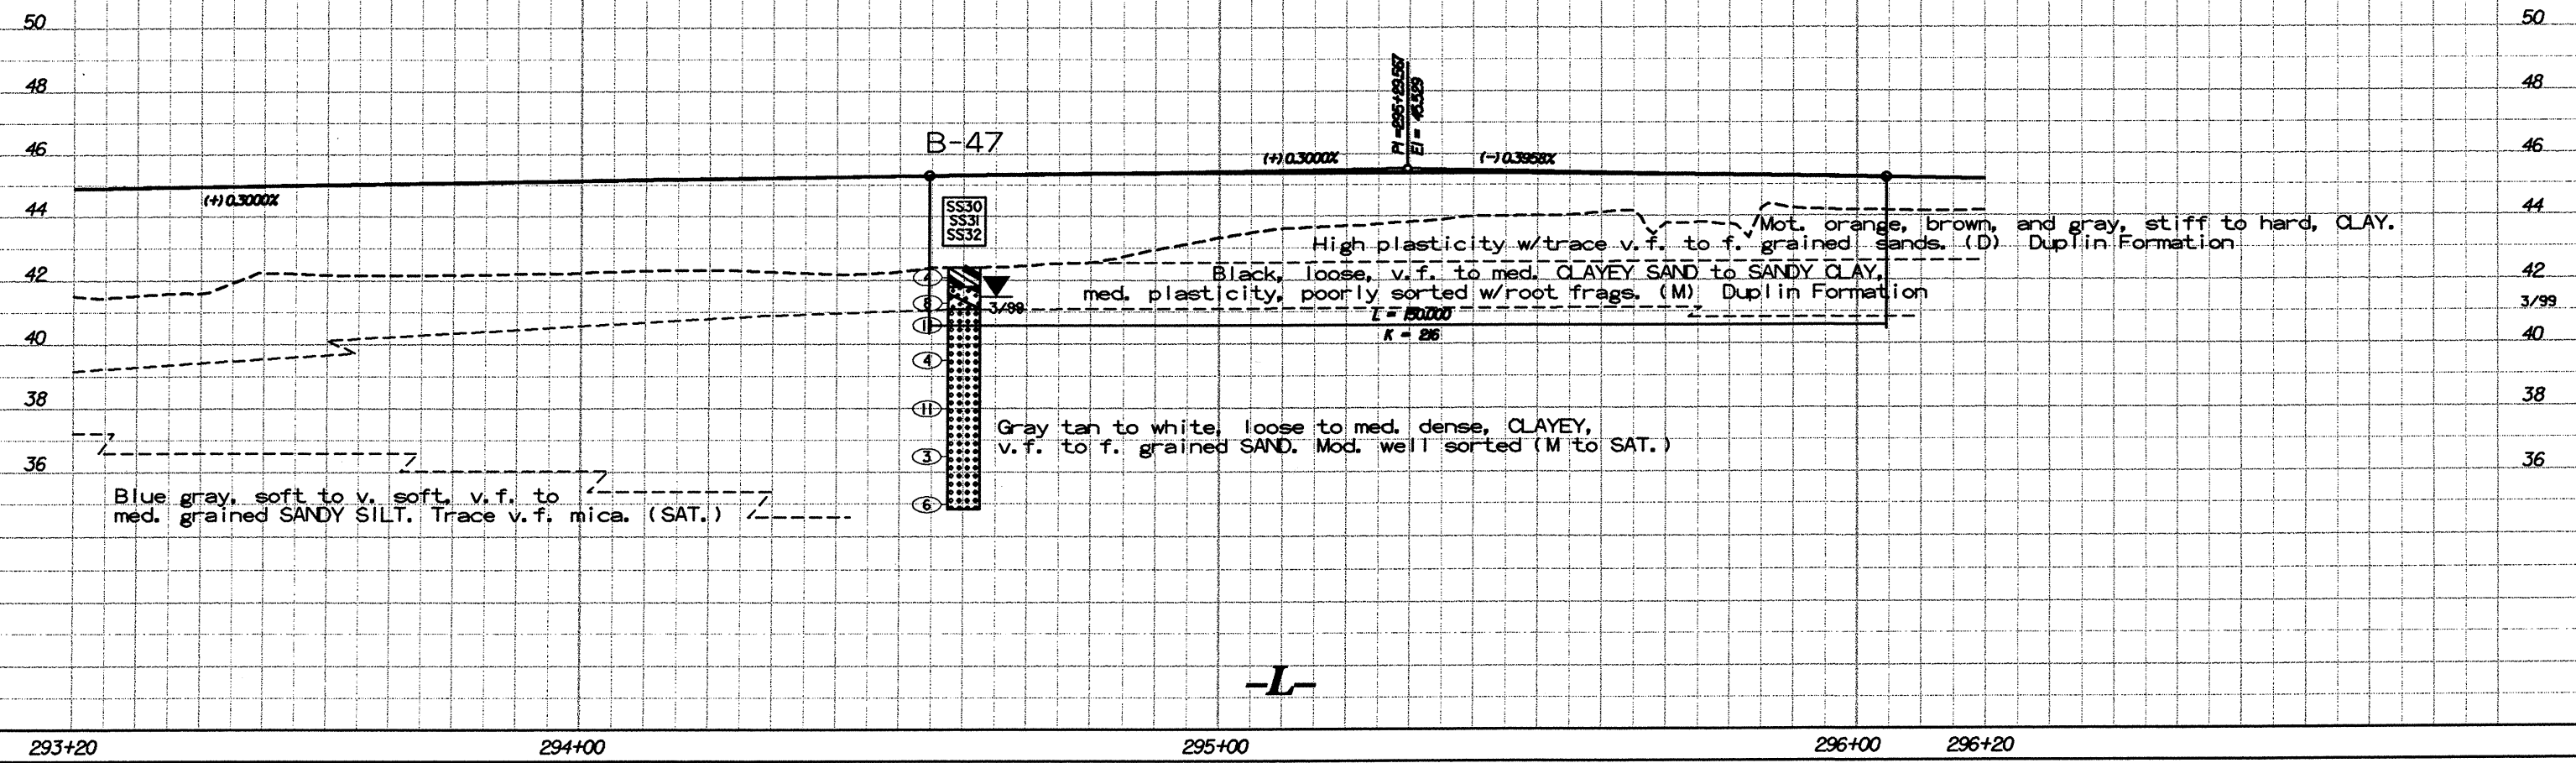 50 50
48 48
PI =295+29.567
El = 45.529
B-47
46 46
(+) 0.3000% (-) 0.3958%
(+) 0.3000%
SS30
SS31
SS32
44 44
Mot. orange, brown, and gray, stiff to hard, CLAY.
High plasticity w/trace v.f. to f. grained sands. (D) Duplin Formation
42 42
4
Black, loose, v.f. to med. CLAYEY SAND to SANDY CLAY,
med. plasticity, poorly sorted w/root frags. (M) Duplin Formation
8 3/99 3/99
L = 150.000
K = 216
40 40
4
38 38
11
Gray tan to white, loose to med. dense, CLAYEY,
v.f. to f. grained SAND. Mod. well sorted (M to SAT.)
3
36 36
Blue gray, soft to v. soft, v.f. to
med. grained SANDY SILT. Trace v.f. mica. (SAT.)
6
-L-
293+20 294+00 295+00 296+00 296+20